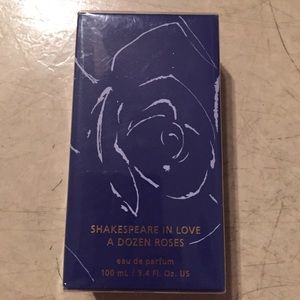 SHAKESPEARE IN LOVE
A DOZEN ROSES
eau de parfum
100 mL / 3.4 Fl. Oz. US